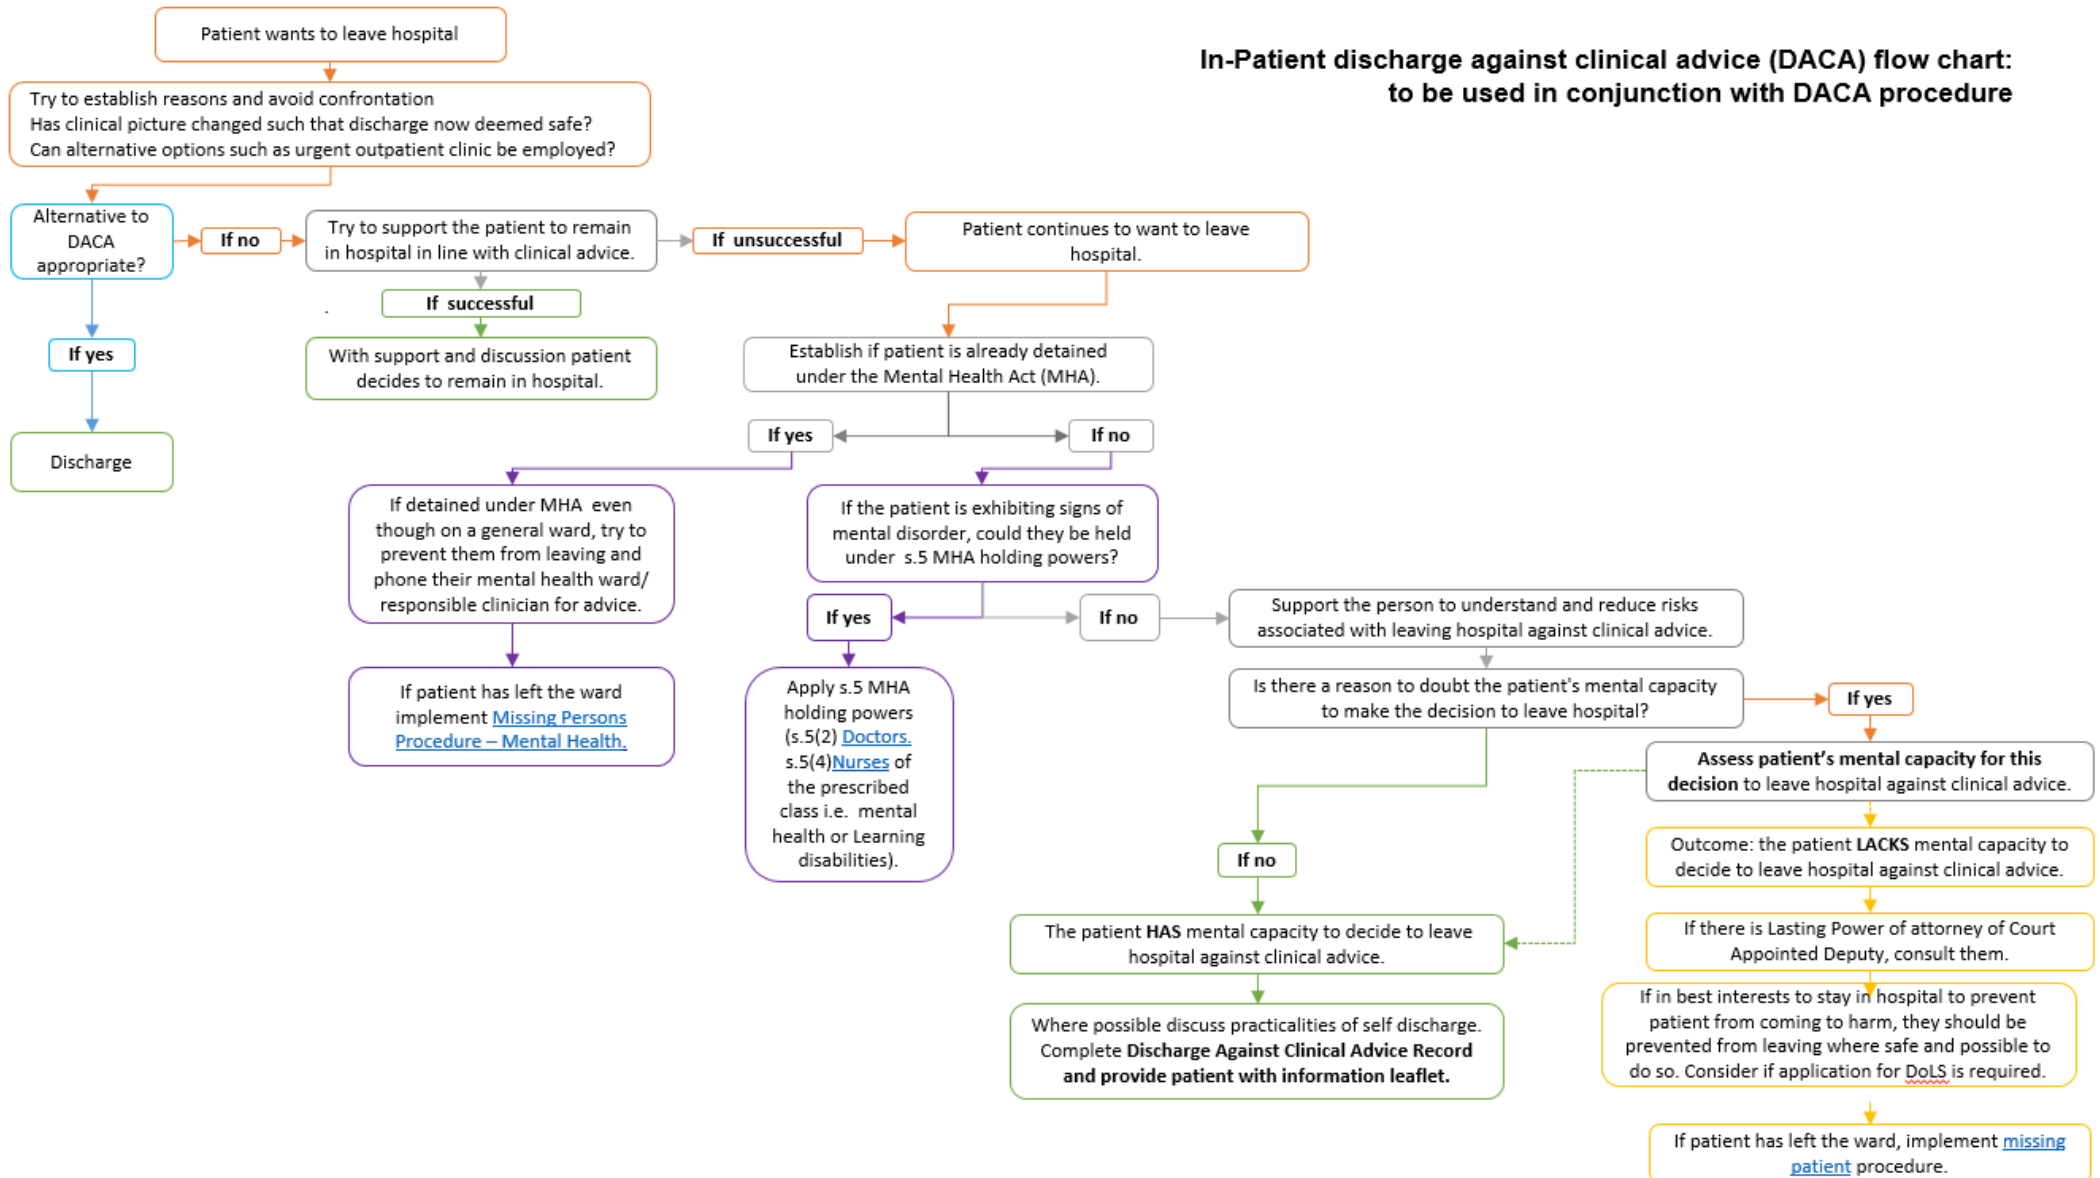 Patient wants to leave hospital
In-Patient discharge against clinical advice (DACA) flow chart:
to be used in conjunction with DACA procedure
Try to establish reasons and avoid confrontation
Has clinical picture changed such that discharge now deemed safe?
Can alternative options such as urgent outpatient clinic be employed?
Alternative to
DACA
appropriate?
If no
Try to support the patient to remain
in hospital in line with clinical advice.
If unsuccessful
Patient continues to want to leave
hospital.
If successful
.
With support and discussion patient
decides to remain in hospital.
If yes
Discharge
Establish if patient is already detained
under the Mental Health Act (MHA).
If yes
If no
If detained under MHA even
though on a general ward, try to
prevent them from leaving and
phone their mental health ward/
responsible clinician for advice.
If patient has left the ward
implement Missing Persons
Procedure – Mental Health.
If the patient is exhibiting signs of
mental disorder, could they be held
under s.5 MHA holding powers?
If yes
If no
Apply s.5 MHA
holding powers
(s.5(2) Doctors.
s.5(4)Nurses of
the prescribed
class i.e. mental
health or Learning
disabilities).
Support the person to understand and reduce risks
associated with leaving hospital against clinical advice.
Is there a reason to doubt the patient's mental capacity
to make the decision to leave hospital?
If yes
Assess patient’s mental capacity for this
decision to leave hospital against clinical advice.
If no
The patient HAS mental capacity to decide to leave
hospital against clinical advice.
Where possible discuss practicalities of self discharge.
Complete Discharge Against Clinical Advice Record
and provide patient with information leaflet.
Outcome: the patient LACKS mental capacity to
decide to leave hospital against clinical advice.
If there is Lasting Power of attorney of Court
Appointed Deputy, consult them.
If in best interests to stay in hospital to prevent
patient from coming to harm, they should be
prevented from leaving where safe and possible to
do so. Consider if application for DoLS is required.
If patient has left the ward, implement missing
patient procedure.